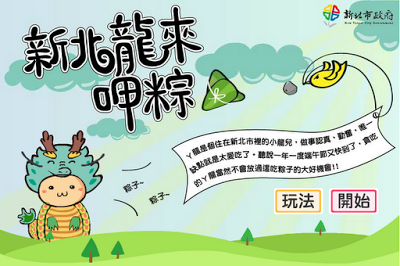 新北市政府
New Taipei City Government
新北龍來
呷粽
ㄚ龍是個住在新北市裡的小龍兒，做事認真、勤奮，唯一
缺點就是太愛吃了。聽說一年一度端午節又快到了，貪吃
的ㄚ龍當然不會放過這吃粽子的大好機會!!
粽子~
粽子~
玩法
開始